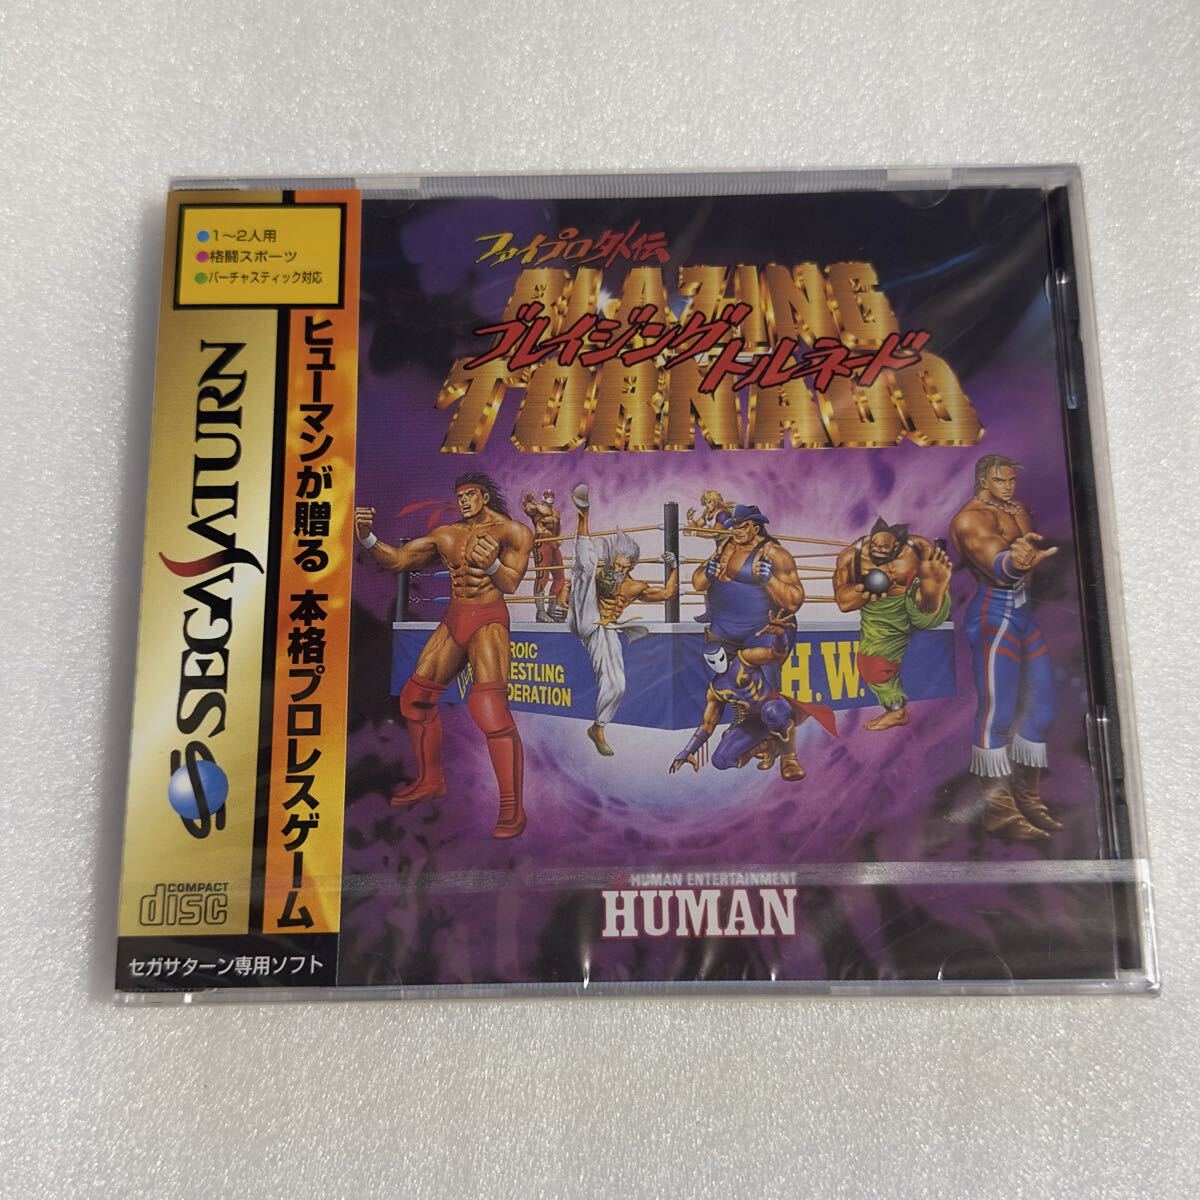 ●1〜2人用
●格闘スポーツ
●バーチャスティック対応
SEGA SATURN
COMPACT
disc
セガサターン専用ソフト
ヒューマンが贈る 本格プロレスゲーム
ファイプロ外伝
BLAZING
ブレイジングトルネード
TORNADO
ROIC
ESTLING
DERATION
H.W.
HUMAN ENTERTAINMENT
HUMAN